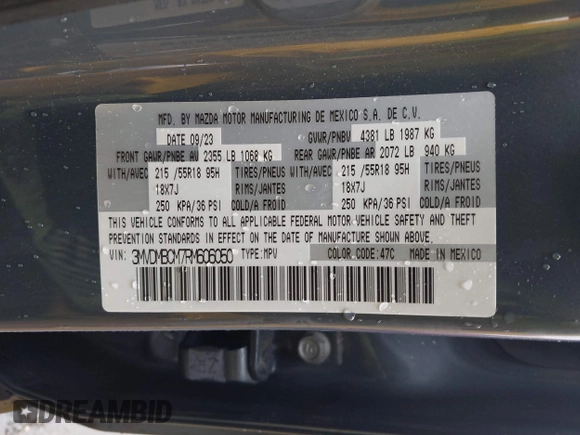 MFD. BY MAZDA MOTOR MANUFACTURING DE MEXICO S.A. DE C.V.
DATE 09/23 GVWR/PNBV 4381 LB 1987 KG
FRONT GAWR/PNBE AV 2355 LB 1068 KG REAR GAWR/PNBE AR 2072 LB 940 KG
WITH/AVEC 215 /55R18 95H TIRES/PNEUS WITH/AVEC 215 /55R18 95H TIRES/PNEUS
18X7J RIMS/JANTES 18X7J RIMS/JANTES
250 KPA/36 PSI COLD/A FROID 250 KPA/36 PSI COLD/A FROID
THIS VEHICLE CONFORMS TO ALL APPLICABLE FEDERAL MOTOR VEHICLE SAFETY AND THEFT
PREVENTION STANDARDS IN EFFECT ON THE DATE OF MANUFACTURE SHOWN ABOVE.
VIN: 3MVDMBCM7RM606050 TYPE:MPV COLOR CODE:47C MADE IN MEXICO
DREAMBID